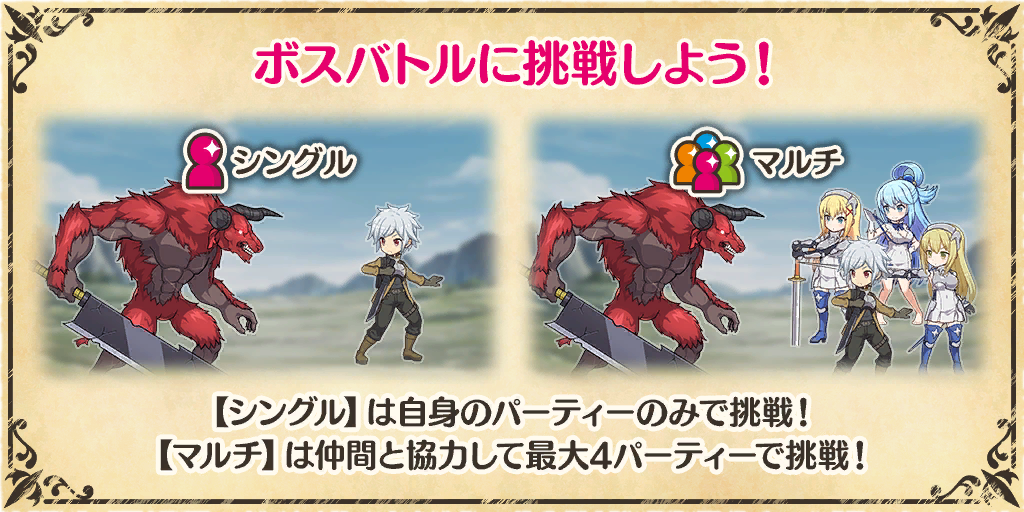 ボスバトルに挑戦しよう！
シングル
マルチ
【シングル】は自身のパーティーのみで挑戦！
【マルチ】は仲間と協力して最大4パーティーで挑戦！